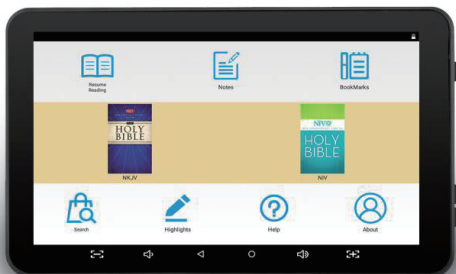 Resume
Reading
Notes
BookMarks
HOLY
BIBLE
NKJV
NIV
HOLY
BIBLE
NIV
Search
Highlights
Help
About